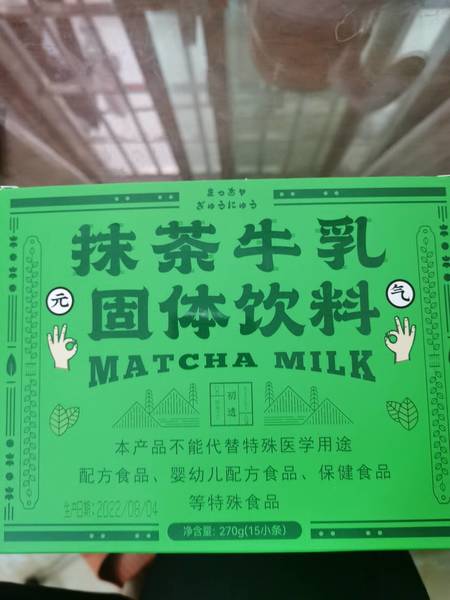 まっちゃ
ぎゅうにゅう
抹茶牛乳
固体饮料
元
气
MATCHA MILK
初造
本产品不能代替特殊医学用途
配方食品、婴幼儿配方食品、保健食品
等特殊食品
生产日期: 2022/08/04
净含量: 270g(15小条)